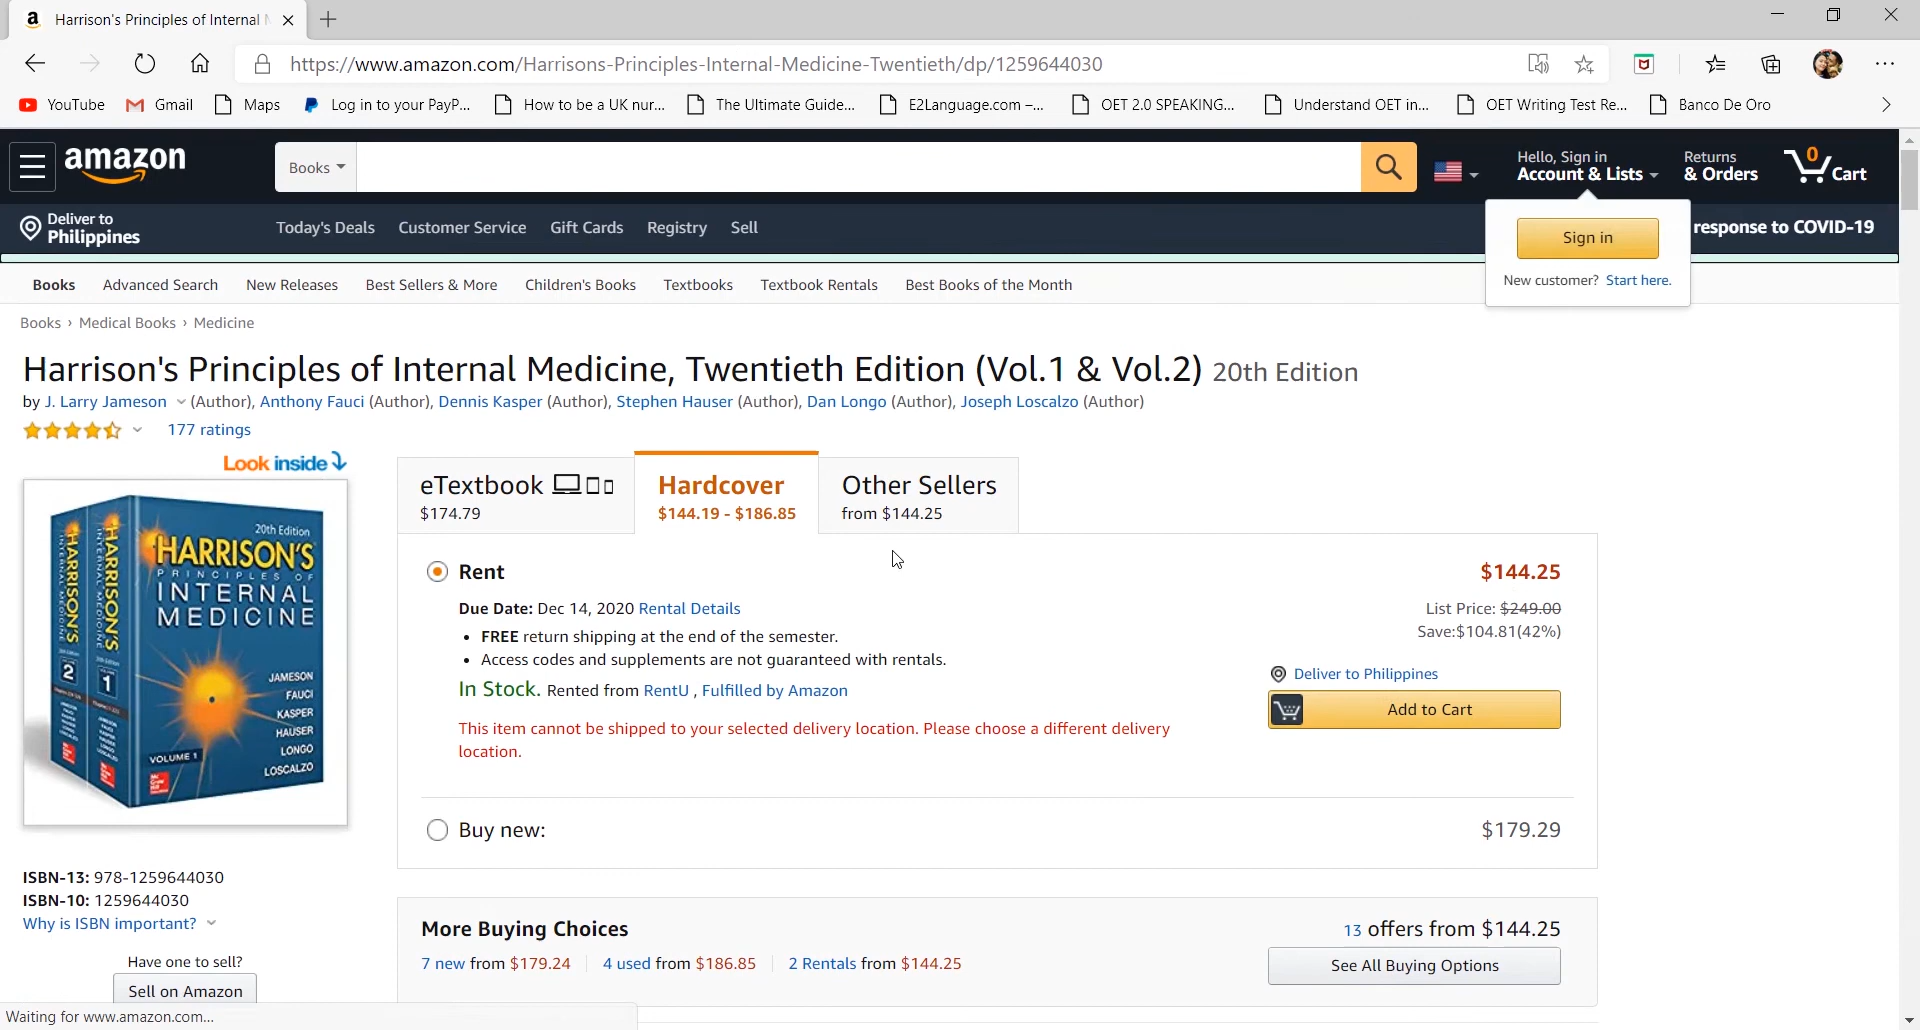 Harrison's Principles of Internal M
https://www.amazon.com/Harrisons-Principles-Internal-Medicine-Twentieth/dp/1259644030
YouTube Gmail Maps Log in to your PayP... How to be a UK nur... The Ultimate Guide... E2Language.com –... OET 2.0 SPEAKING... Understand OET in... OET Writing Test Re... Banco De Oro
amazon Books Hello, Sign in Account & Lists Returns & Orders 0 Cart
Deliver to Philippines Today's Deals Customer Service Gift Cards Registry Sell response to COVID-19
Sign in
New customer? Start here.
Books Advanced Search New Releases Best Sellers & More Children's Books Textbooks Textbook Rentals Best Books of the Month
Books › Medical Books › Medicine
Harrison's Principles of Internal Medicine, Twentieth Edition (Vol.1 & Vol.2) 20th Edition
by J. Larry Jameson (Author), Anthony Fauci (Author), Dennis Kasper (Author), Stephen Hauser (Author), Dan Longo (Author), Joseph Loscalzo (Author)
177 ratings
Look inside
20th Edition
HARRISON'S
PRINCIPLES OF
INTERNAL
MEDICINE
JAMESON
FAUCI
KASPER
HAUSER
LONGO
LOSCALZO
VOLUME 1
HARRISON'S
1
HARRISON'S
2
eTextbook
$174.79
Hardcover
$144.19 - $186.85
Other Sellers
from $144.25
Rent $144.25
Due Date: Dec 14, 2020 Rental Details
List Price: $249.00
FREE return shipping at the end of the semester.
Save:$104.81(42%)
Access codes and supplements are not guaranteed with rentals.
In Stock. Rented from RentU , Fulfilled by Amazon
Deliver to Philippines
Add to Cart
This item cannot be shipped to your selected delivery location. Please choose a different delivery
location.
Buy new: $179.29
ISBN-13: 978-1259644030
ISBN-10: 1259644030
Why is ISBN important?
Have one to sell?
Sell on Amazon
More Buying Choices 13 offers from $144.25
7 new from $179.24 4 used from $186.85 2 Rentals from $144.25
See All Buying Options
Waiting for www.amazon.com...